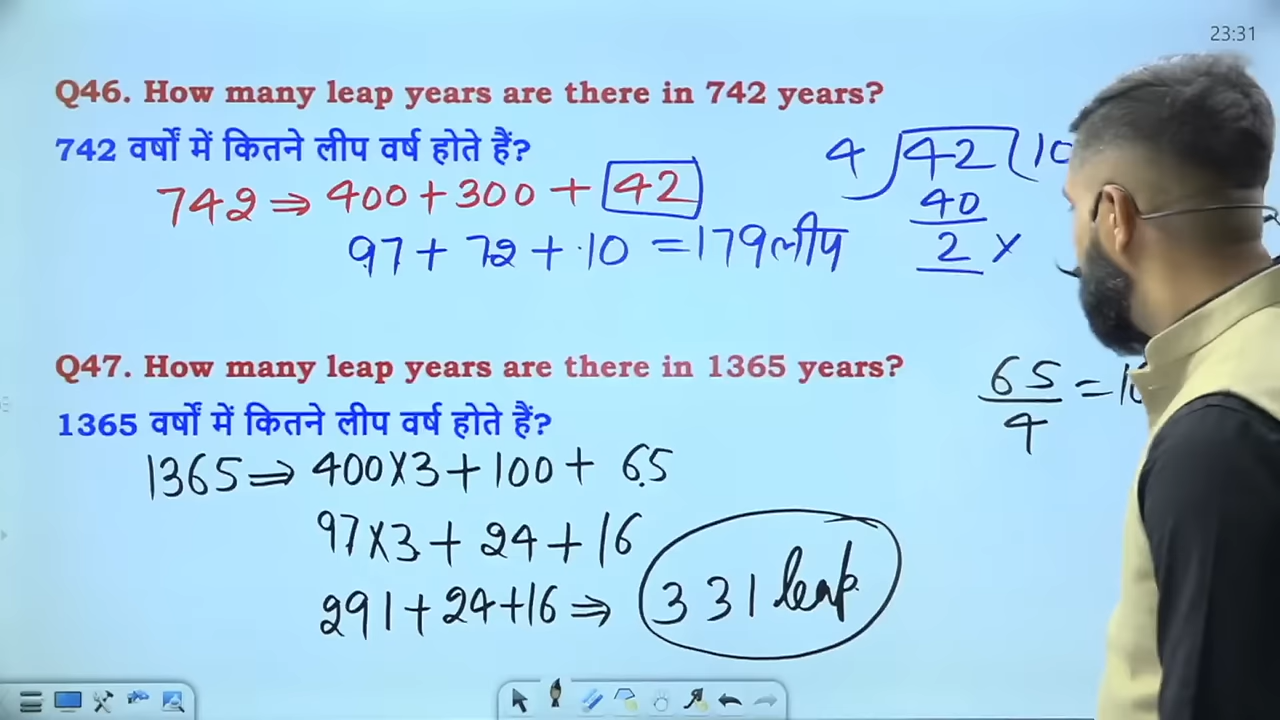 23:31
Q46. How many leap years are there in 742 years?
742 वर्षों में कितने लीप वर्ष होते हैं?
742 ⇒ 400 + 300 + 42
97 + 72 + 10 = 179 लीप
4 ) 42 ( 10
40
2 ×
Q47. How many leap years are there in 1365 years?
1365 वर्षों में कितने लीप वर्ष होते हैं?
1365 ⇒ 400 × 3 + 100 + 65
97 × 3 + 24 + 16
291 + 24 + 16 ⇒ 331 leap
65
4
=